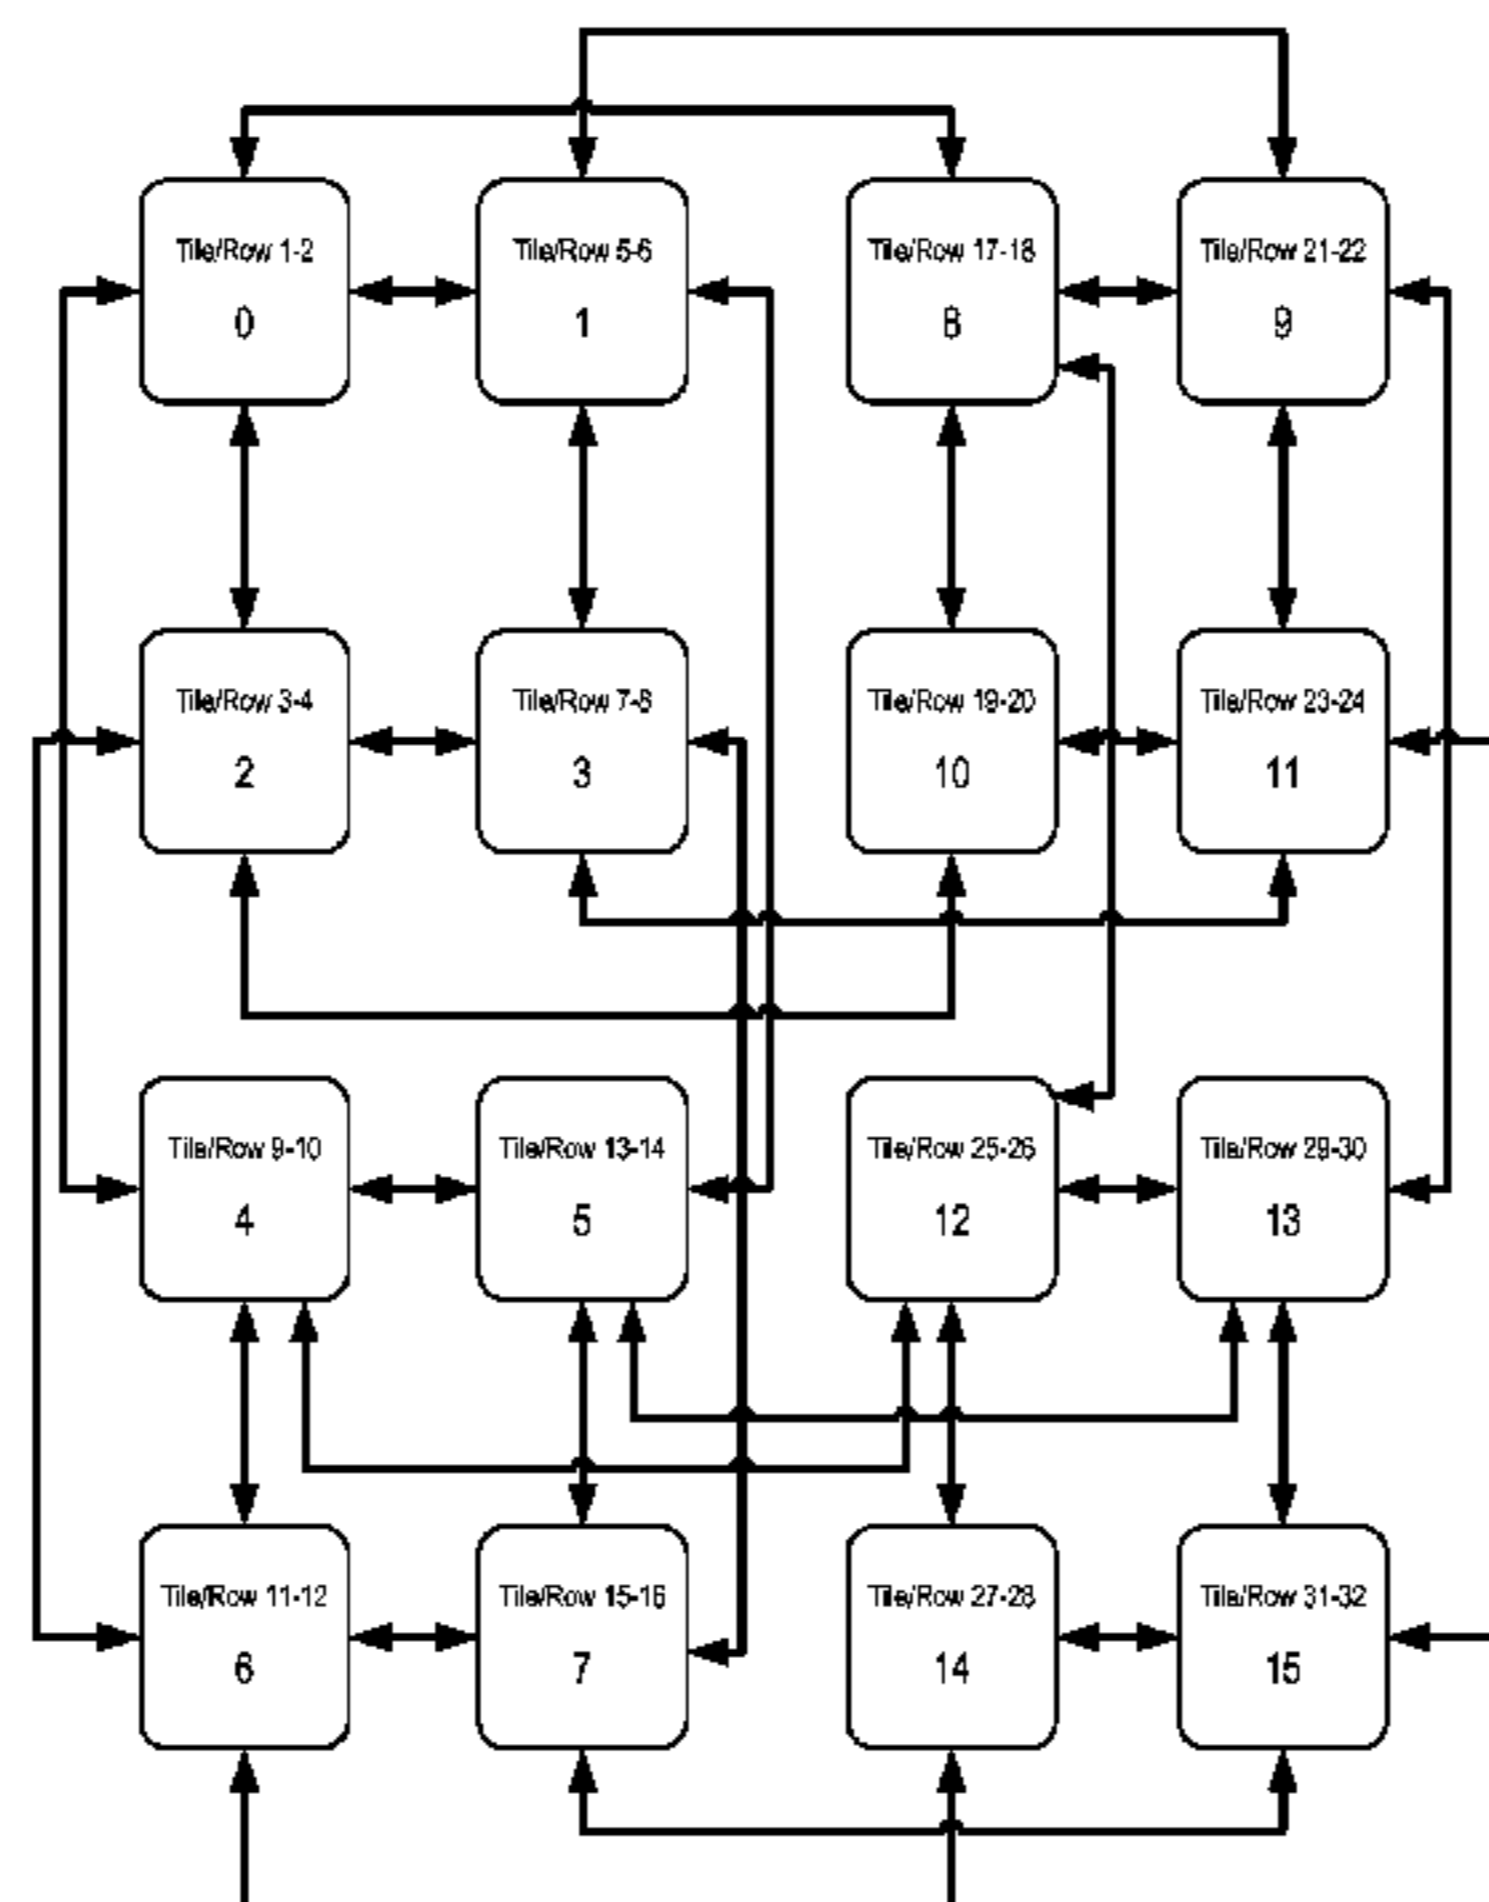 Tile/Row 1-2
0
Tile/Row 5-6
1
Tile/Row 17-18
8
Tile/Row 21-22
9
Tile/Row 3-4
2
Tile/Row 7-8
3
Tile/Row 19-20
10
Tile/Row 23-24
11
Tile/Row 9-10
4
Tile/Row 13-14
5
Tile/Row 25-26
12
Tile/Row 29-30
13
Tile/Row 11-12
6
Tile/Row 15-16
7
Tile/Row 27-28
14
Tile/Row 31-32
15